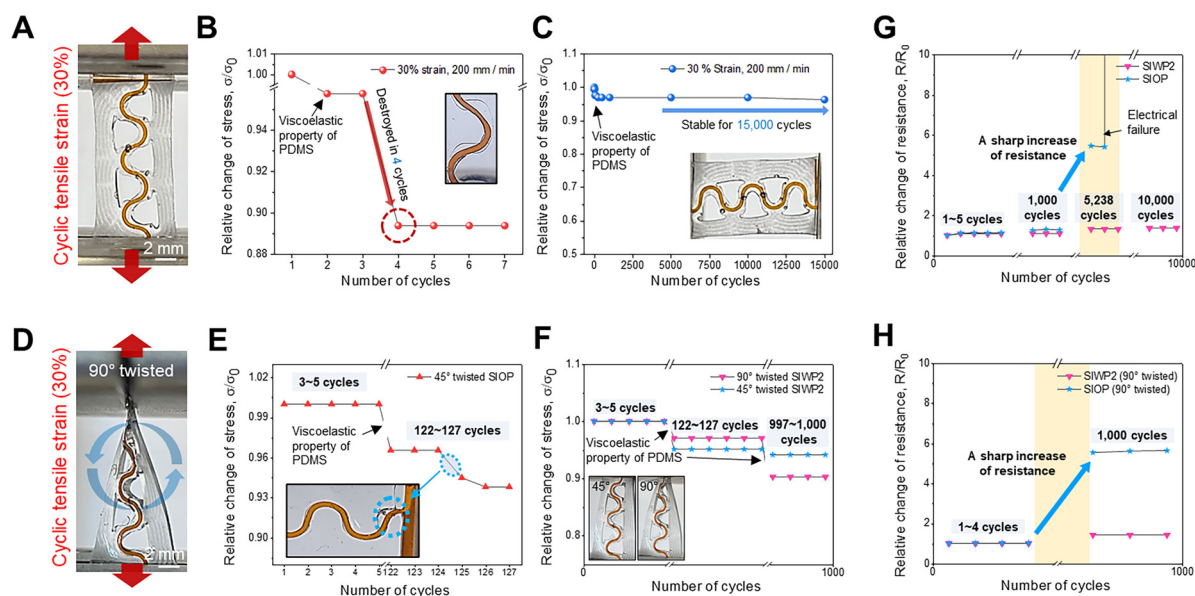 A
Cyclic tensile strain (30%)
2 mm
B
Relative change of stress, σ/σ0
1.01
1.00
0.96
0.94
0.92
0.90
0.88
30% strain, 200 mm / min
Viscoelastic
property of
PDMS
Destroyed in 4
cycles
1 2 3 4 5 6 7
Number of cycles
C
Relative change of stress, σ/σ0
1.1
1.0
0.9
0.8
0.7
0.6
0.5
30 % Strain, 200 mm / min
Viscoelastic
property of
PDMS
Stable for 15,000 cycles
0 2500 5000 7500 10000 12500 15000
Number of cycles
G
Relative change of resistance, R/R0
10
8
6
4
2
0
SIWP2
SIOP
Electrical
failure
A sharp increase
of resistance
1~5 cycles
1,000
cycles
5,238
cycles
10,000
cycles
0 10000
Number of cycles
D
Cyclic tensile strain (30%)
90° twisted
2 mm
E
Relative change of stress, σ/σ0
1.02
0.99
0.96
0.93
0.90
45° twisted SIOP
3~5 cycles
Viscoelastic
property of
PDMS
122~127 cycles
1 2 3 4 5 122 123 124 125 126 127
Number of cycles
F
Relative change of stress, σ/σ0
1.1
1.0
0.9
0.8
90° twisted SIWP2
45° twisted SIWP2
3~5 cycles
122~127 cycles
997~1,000
cycles
Viscoelastic
property of PDMS
45° 90°
0 1000
Number of cycles
H
Relative change of resistance, R/R0
10
8
6
4
2
0
SIWP2 (90° twisted)
SIOP (90° twisted)
1,000 cycles
A sharp increase
of resistance
1~4 cycles
0 1000
Number of cycles